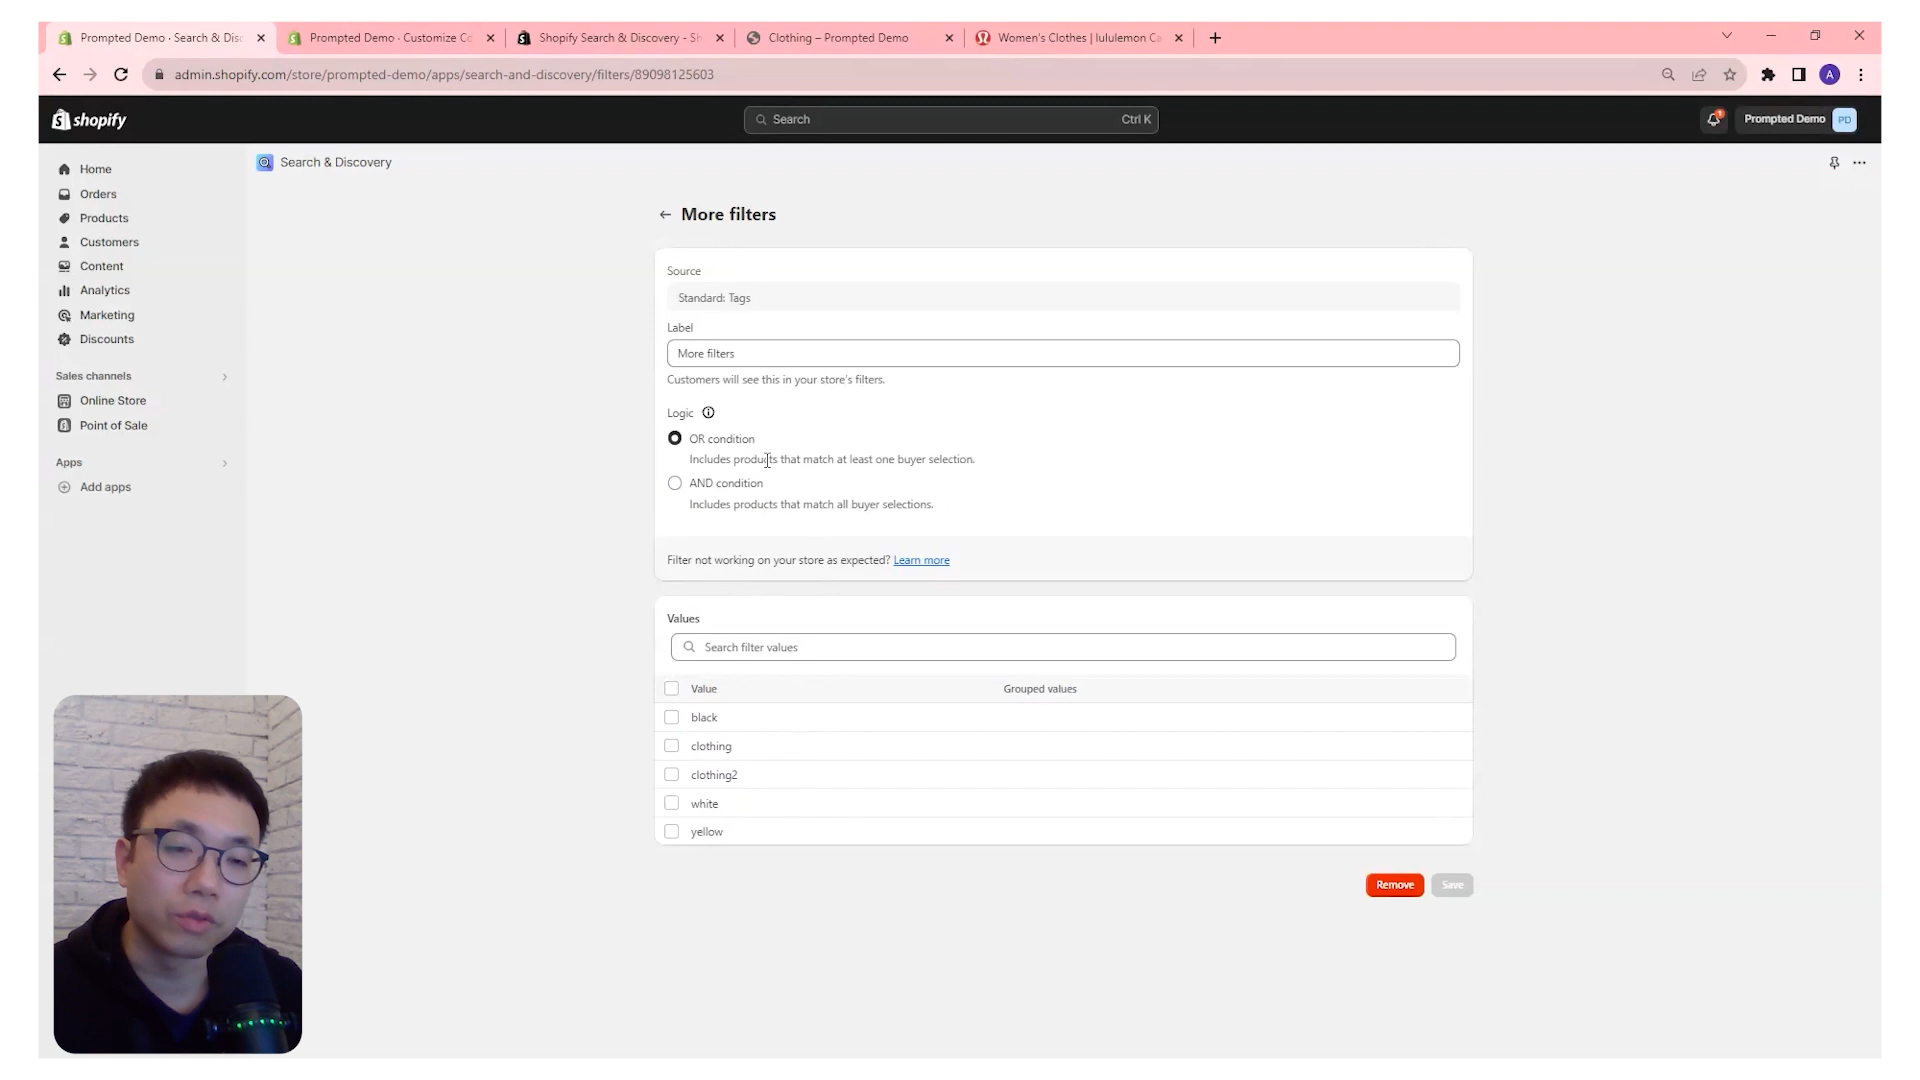 Prompted Demo · Search & Disc
Prompted Demo · Customize Co
Shopify Search & Discovery - Sh
Clothing – Prompted Demo
Women's Clothes | lululemon Ca
admin.shopify.com/store/prompted-demo/apps/search-and-discovery/filters/89098125603
A
shopify
Search
Ctrl K
1
Prompted Demo
PD
Home
Orders
Products
Customers
Content
Analytics
Marketing
Discounts
Sales channels
Online Store
Point of Sale
Apps
Add apps
Search & Discovery
More filters
Source
Standard: Tags
Label
More filters
Customers will see this in your store's filters.
Logic
OR condition
Includes products that match at least one buyer selection.
AND condition
Includes products that match all buyer selections.
Filter not working on your store as expected? Learn more
Values
Search filter values
Value Grouped values
black
clothing
clothing2
white
yellow
Remove
Save